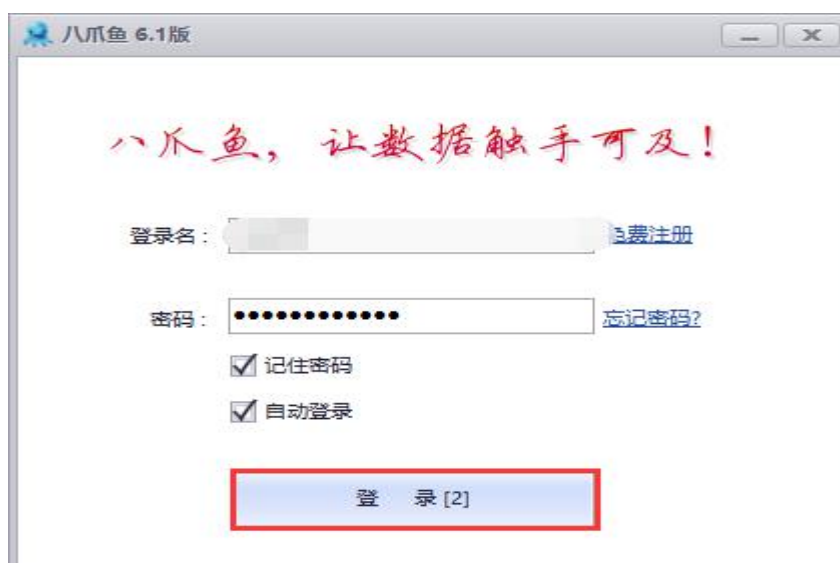 八爪鱼 6.1版
八爪鱼，让数据触手可及！
登录名：
费注册
密码： ●●●●●●●●●●●● 忘记密码?
记住密码
自动登录
登 录 [2]